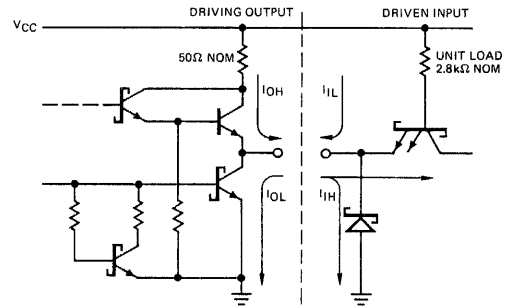 DRIVING OUTPUT
DRIVEN INPUT
VCC
50Ω NOM
UNIT LOAD
2.8kΩ NOM
IOH
IIL
IOL
IIH